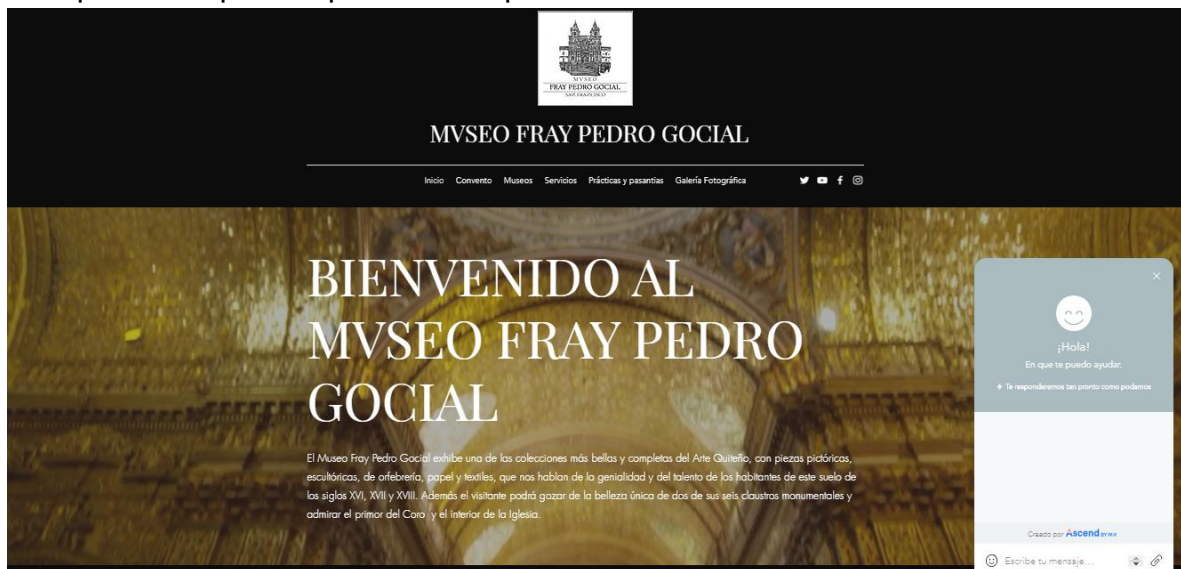 MVSEO
FRAY PEDRO GOCIAL
SAN FRANCISCO
MVSEO FRAY PEDRO GOCIAL
Inicio Convento Museos Servicios Prácticas y pasantias Galería Fotográfica
BIENVENIDO AL
MVSEO FRAY PEDRO
GOCIAL
El Museo Fray Pedro Gocial exhibe una de las colecciones más bellas y completas del Arte Quiteño, con piezas pictóricas,
escultóricas, de orfebrería, papel y textiles, que nos hablan de la genialidad y del talento de los habitantes de este suelo de
los siglos XVI, XVII y XVIII. Además el visitante podrá gozar de la belleza única de dos de sus seis claustros monumentales y
admirar el primor del Coro y el interior de la Iglesia.
¡Hola!
En que te puedo ayudar.
Te responderemos tan pronto como podamos
Creado por Ascend BY WIX
Escribe tu mensaje...